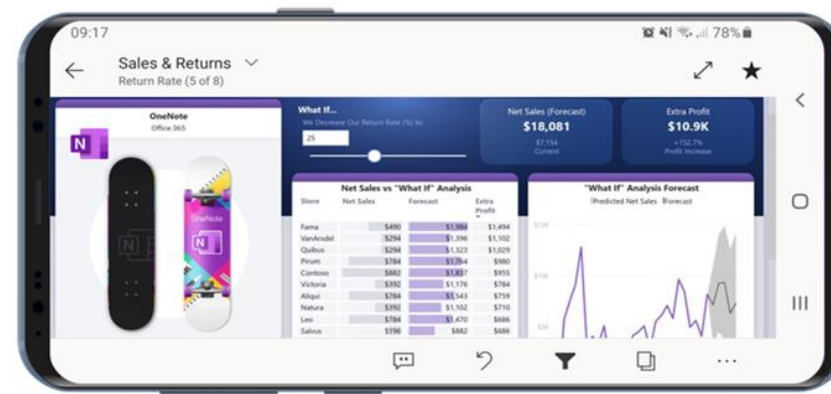 09:17
78%
Sales & Returns
Return Rate (5 of 8)
OneNote
Office 365
N
OneNote
N
N
What If...
We Decrease Our Return Rate (%) to:
25
Net Sales (Forecast)
$18,081
$7,154
Current
Extra Profit
$10.9K
+152.7%
Profit Increase
Net Sales vs "What If" Analysis
Store Net Sales Forecast Extra Profit
Fama $490 $1,984 $1,494
VanArsdel $294 $1,396 $1,102
Quibus $294 $1,323 $1,029
Pirum $784 $1,764 $980
Contoso $882 $1,837 $955
Victoria $392 $1,176 $784
Aliqui $784 $1,543 $759
Natura $392 $1,102 $710
Leo $784 $1,470 $686
Salvus $196 $882 $686
"What If" Analysis Forecast
Predicted Net Sales Forecast